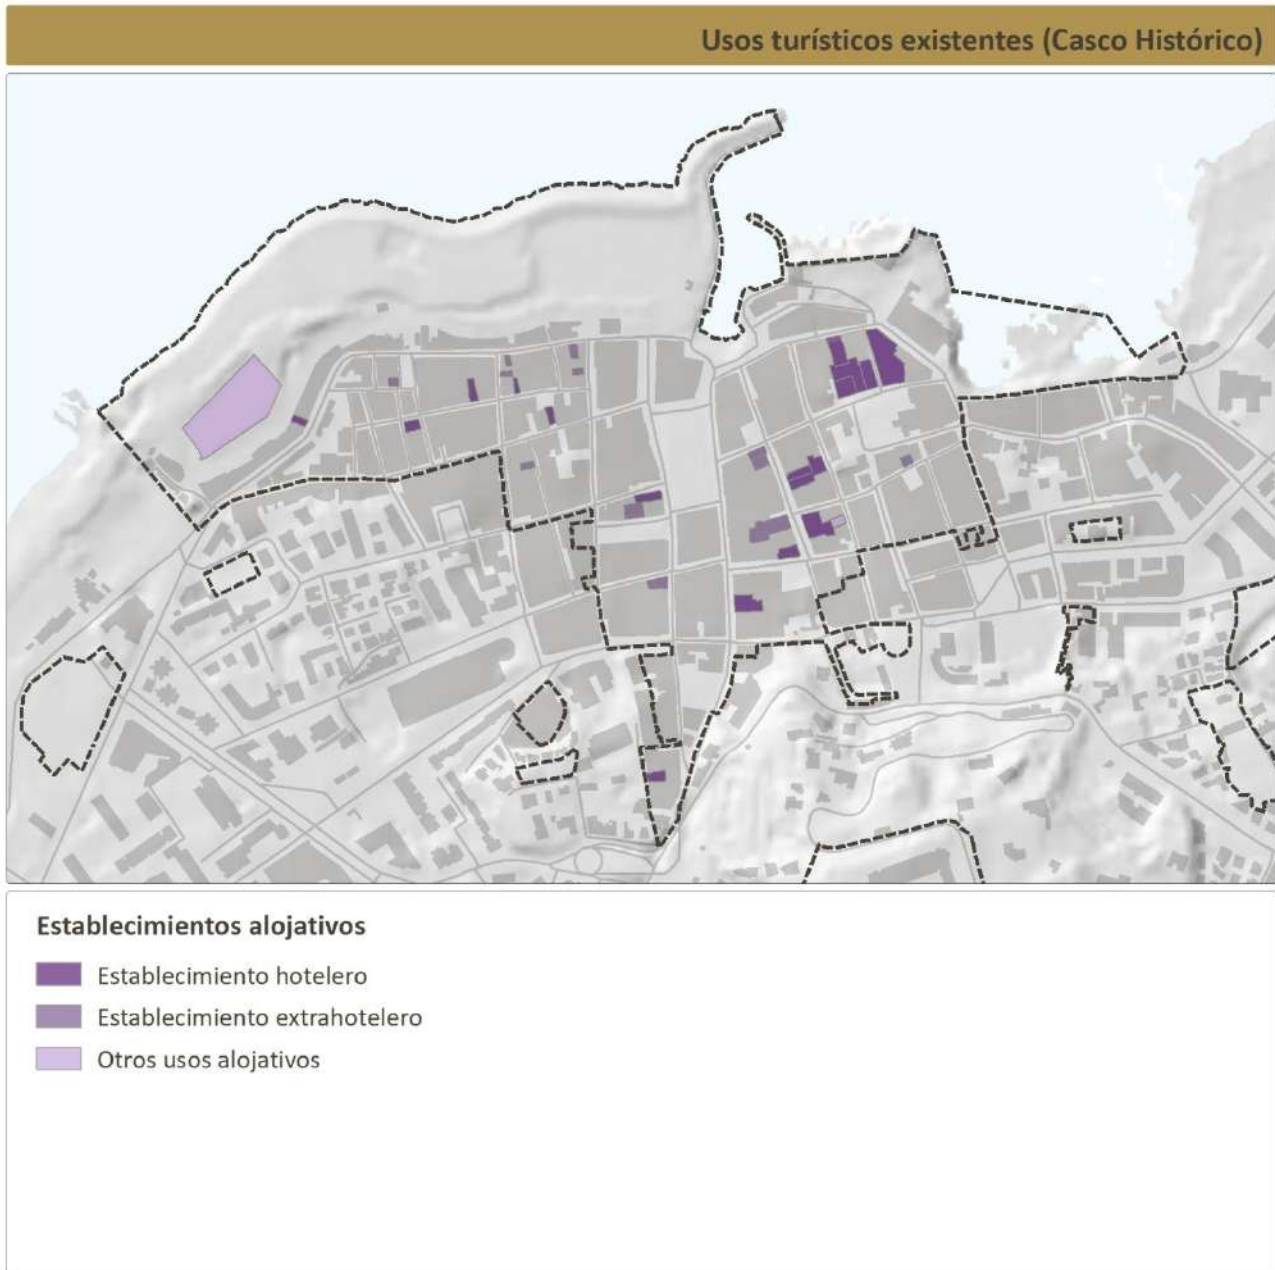 Usos turísticos existentes (Casco Histórico)
Establecimientos alojativos
Establecimiento hotelero
Establecimiento extrahotelero
Otros usos alojativos